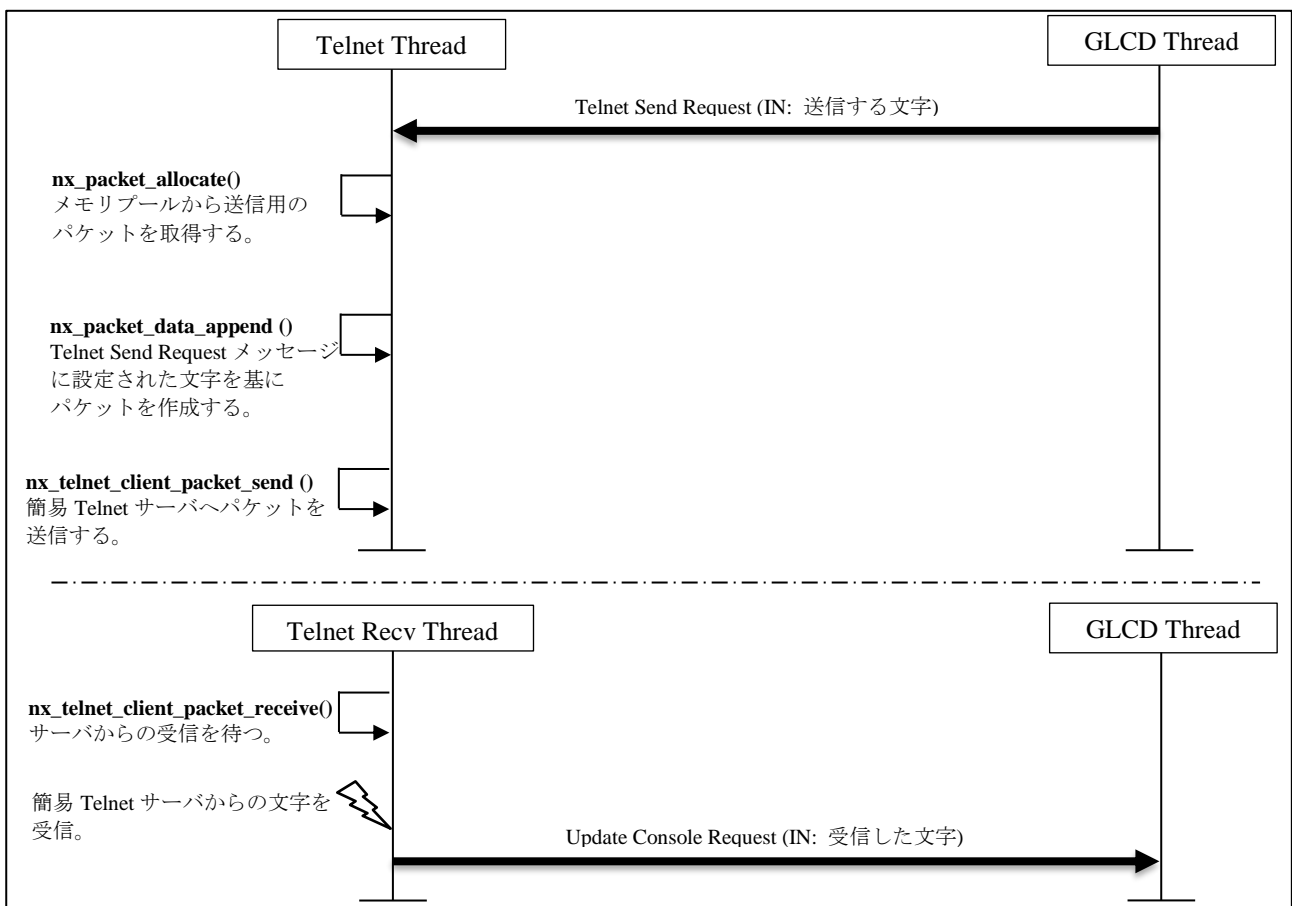 Telnet Thread
GLCD Thread
Telnet Send Request (IN: 送信する文字)
nx_packet_allocate()
メモリプールから送信用の
パケットを取得する。
nx_packet_data_append ()
Telnet Send Request メッセージ
に設定された文字を基に
パケットを作成する。
nx_telnet_client_packet_send ()
簡易 Telnet サーバへパケットを
送信する。
Telnet Recv Thread
GLCD Thread
nx_telnet_client_packet_receive()
サーバからの受信を待つ。
簡易 Telnet サーバからの文字を
受信。
Update Console Request (IN: 受信した文字)